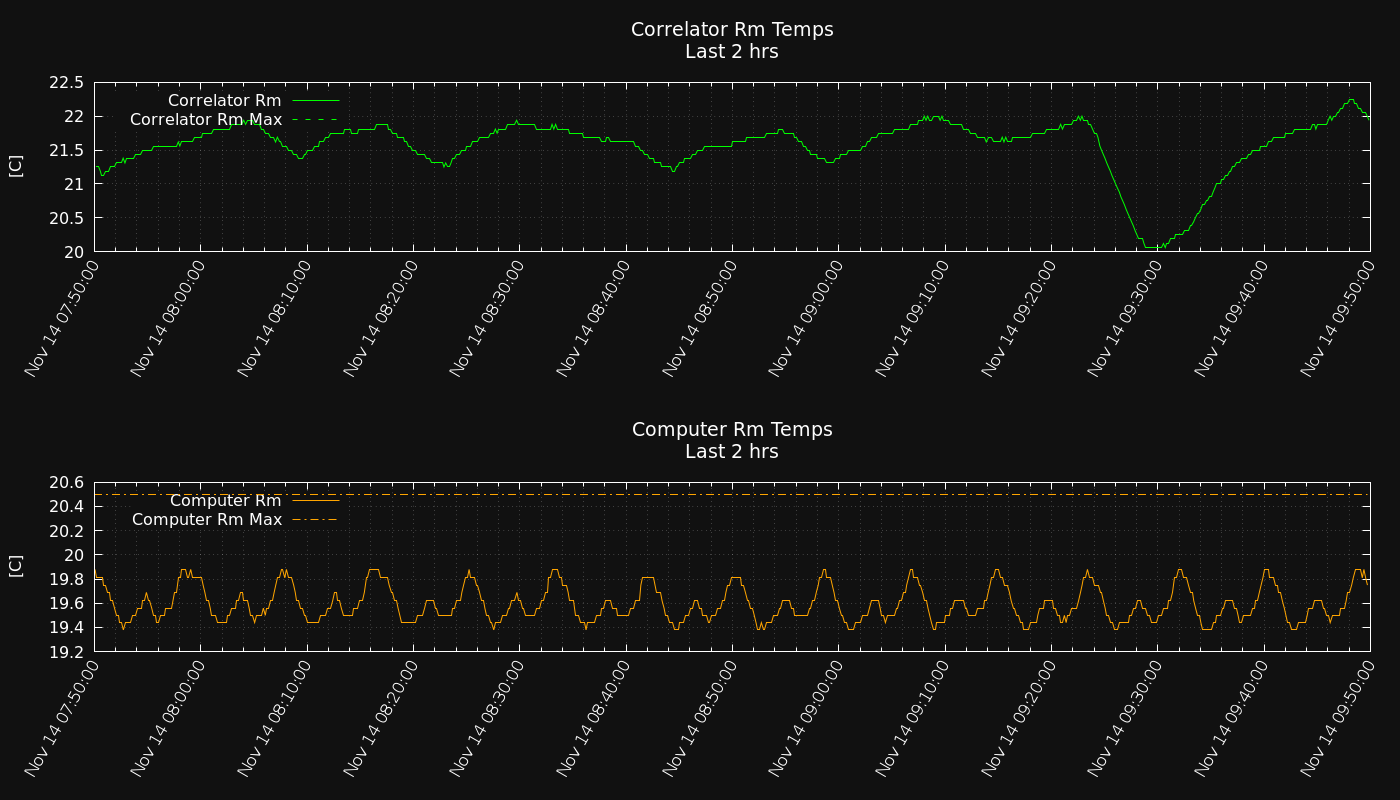 Correlator Rm Temps
Last 2 hrs
22.5
22
21.5
21
20.5
20
[C]
Correlator Rm
Correlator Rm Max
Nov 14 07:50:00
Nov 14 08:00:00
Nov 14 08:10:00
Nov 14 08:20:00
Nov 14 08:30:00
Nov 14 08:40:00
Nov 14 08:50:00
Nov 14 09:00:00
Nov 14 09:10:00
Nov 14 09:20:00
Nov 14 09:30:00
Nov 14 09:40:00
Nov 14 09:50:00
Computer Rm Temps
Last 2 hrs
20.6
20.4
20.2
20
19.8
19.6
19.4
19.2
[C]
Computer Rm
Computer Rm Max
Nov 14 07:50:00
Nov 14 08:00:00
Nov 14 08:10:00
Nov 14 08:20:00
Nov 14 08:30:00
Nov 14 08:40:00
Nov 14 08:50:00
Nov 14 09:00:00
Nov 14 09:10:00
Nov 14 09:20:00
Nov 14 09:30:00
Nov 14 09:40:00
Nov 14 09:50:00